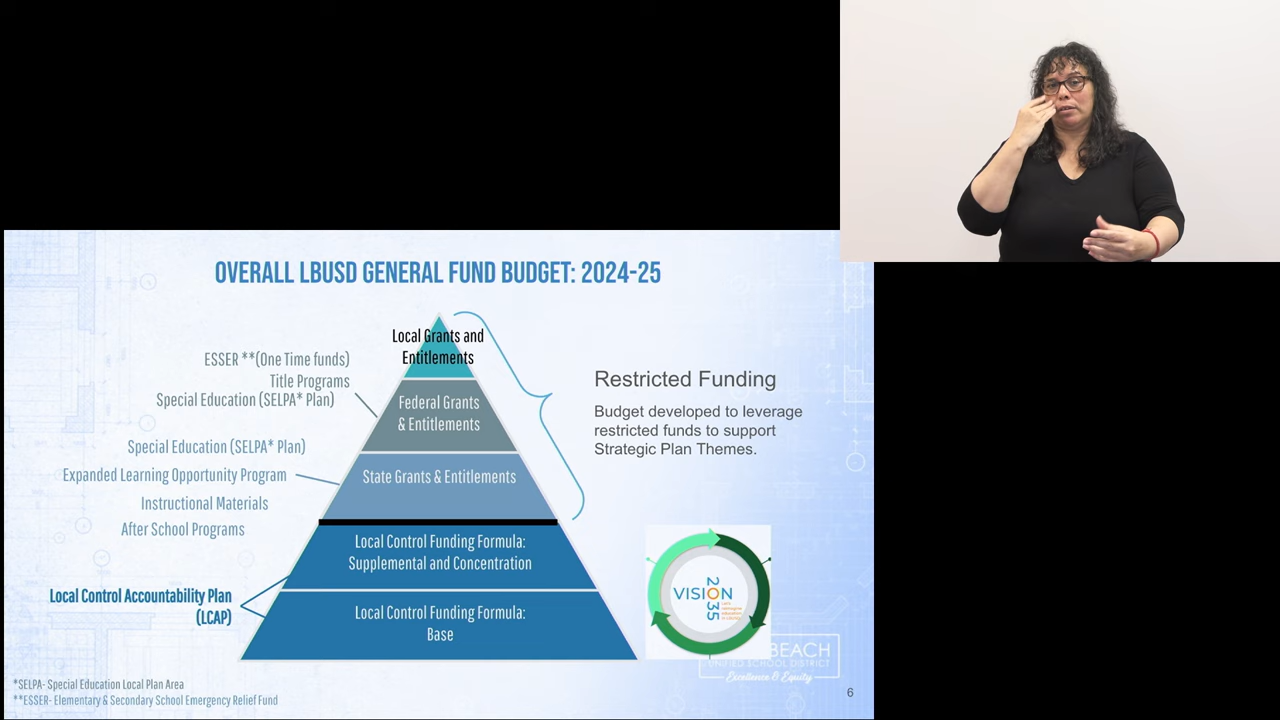 OVERALL LBUSD GENERAL FUND BUDGET: 2024-25
Local Grants and
Entitlements
ESSER **(One Time funds)
Title Programs
Special Education (SELPA* Plan)
Federal Grants
& Entitlements
Restricted Funding
Budget developed to leverage
restricted funds to support
Strategic Plan Themes.
Special Education (SELPA* Plan)
Expanded Learning Opportunity Program
Instructional Materials
After School Programs
State Grants & Entitlements
Local Control Funding Formula:
Supplemental and Concentration
Local Control Accountability Plan
(LCAP)
Local Control Funding Formula:
Base
VISION
2035
BEACH
UNIFIED SCHOOL DISTRICT
Excellence & Equity
*SELPA- Special Education Local Plan Area
**ESSER- Elementary & Secondary School Emergency Relief Fund
6